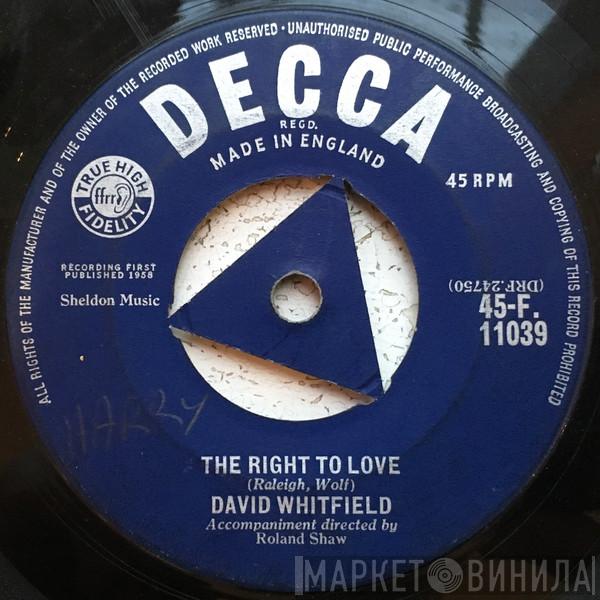 ALL RIGHTS OF THE MANUFACTURER AND OF THE OWNER OF THE RECORDED WORK RESERVED · UNAUTHORISED PUBLIC PERFORMANCE BROADCASTING AND COPYING OF THIS RECORD PROHIBITED
DECCA
REGD.
MADE IN ENGLAND
45 RPM
TRUE HIGH
ffrr
FIDELITY
RECORDING FIRST
PUBLISHED 1958
Sheldon Music
(DRF.24750)
45-F.
11039
HARRY
THE RIGHT TO LOVE
(Raleigh, Wolf)
DAVID WHITFIELD
Accompaniment directed by
Roland Shaw
МАРКЕТ ВИНИЛА